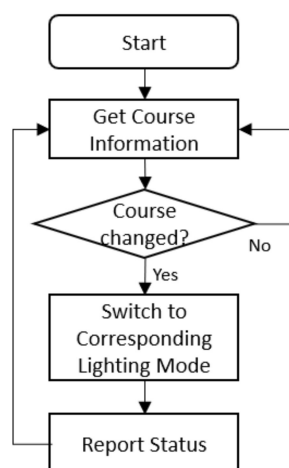 Start
Get Course
Information
Course
changed?
No
Yes
Switch to
Corresponding
Lighting Mode
Report Status